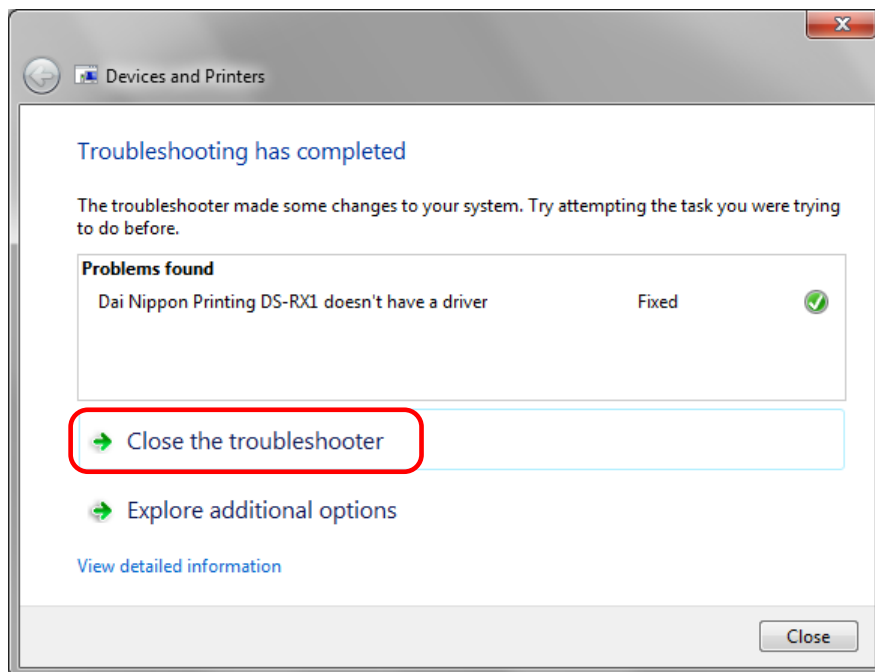 Devices and Printers
Troubleshooting has completed
The troubleshooter made some changes to your system. Try attempting the task you were trying
to do before.
Problems found
Dai Nippon Printing DS-RX1 doesn't have a driver Fixed
Close the troubleshooter
Explore additional options
View detailed information
Close